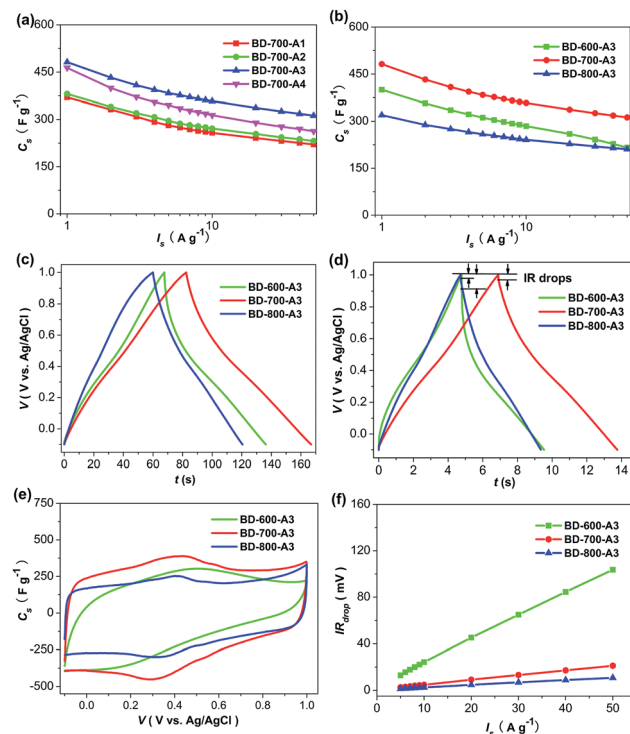 (a)
600
450
300
150
0
C_s ( F g⁻¹)
1
10
I_s ( A g⁻¹)
BD-700-A1
BD-700-A2
BD-700-A3
BD-700-A4
(b)
600
450
300
150
0
C_s ( F g⁻¹)
1
10
I_s ( A g⁻¹)
BD-600-A3
BD-700-A3
BD-800-A3
(c)
1.0
0.8
0.6
0.4
0.2
0.0
V ( V vs. Ag/AgCl)
0 20 40 60 80 100 120 140 160
t (s)
BD-600-A3
BD-700-A3
BD-800-A3
(d)
1.0
0.8
0.6
0.4
0.2
0.0
V ( V vs. Ag/AgCl)
0 2 4 6 8 10 12 14
t (s)
IR drops
BD-600-A3
BD-700-A3
BD-800-A3
(e)
750
500
250
0
-250
-500
C_s ( F g⁻¹)
0.0 0.2 0.4 0.6 0.8 1.0
V ( V vs. Ag/AgCl)
BD-600-A3
BD-700-A3
BD-800-A3
(f)
160
120
80
40
0
IR_drop ( mV)
0 10 20 30 40 50
I_s ( A g⁻¹)
BD-600-A3
BD-700-A3
BD-800-A3